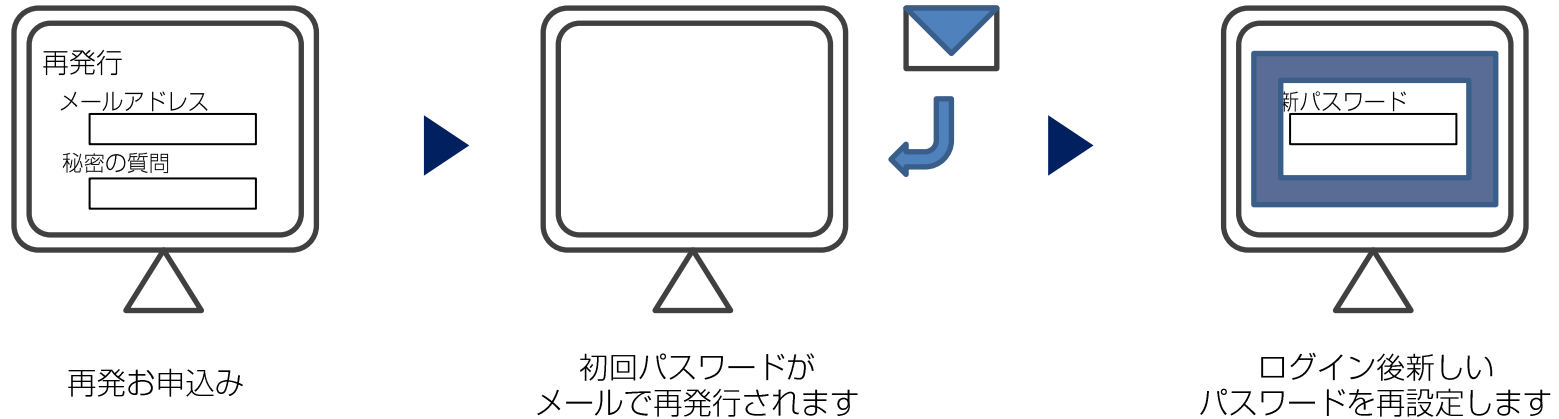 再発行
メールアドレス
秘密の質問
新パスワード
再発お申込み
初回パスワードが
メールで再発行されます
ログイン後新しい
パスワードを再設定します